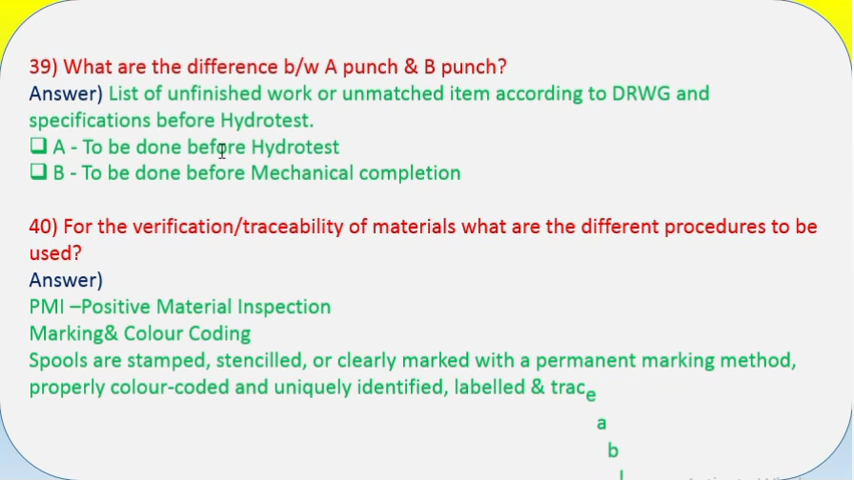 39) What are the difference b/w A punch & B punch?
Answer) List of unfinished work or unmatched item according to DRWG and
specifications before Hydrotest.
❑ A - To be done before Hydrotest
❑ B - To be done before Mechanical completion
40) For the verification/traceability of materials what are the different procedures to be
used?
Answer)
PMI –Positive Material Inspection
Marking& Colour Coding
Spools are stamped, stencilled, or clearly marked with a permanent marking method,
properly colour-coded and uniquely identified, labelled & trace
a
b
l